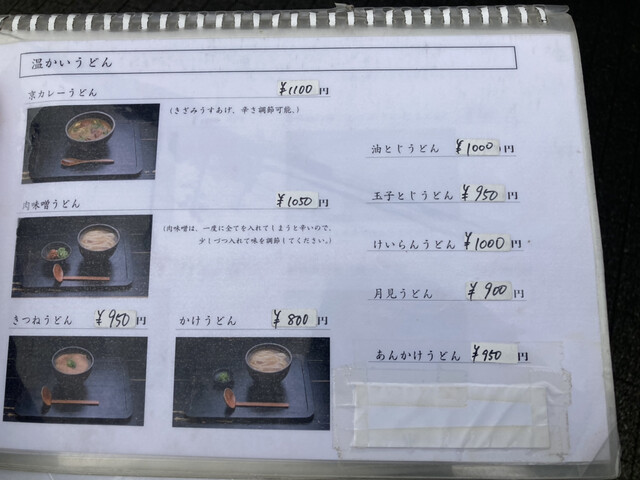 温かいうどん
京カレーうどん ¥1100円
(きざみうすあげ、辛さ調節可能。)
肉味噌うどん ¥1050円
(肉味噌は、一度に全てを入れてしまうと辛いので、
少しづつ入れて味を調節してください。)
きつねうどん ¥950円
かけうどん ¥800円
油とじうどん ¥1000円
玉子とじうどん ¥950円
けいらんうどん ¥1000円
月見うどん ¥900円
あんかけうどん ¥950円